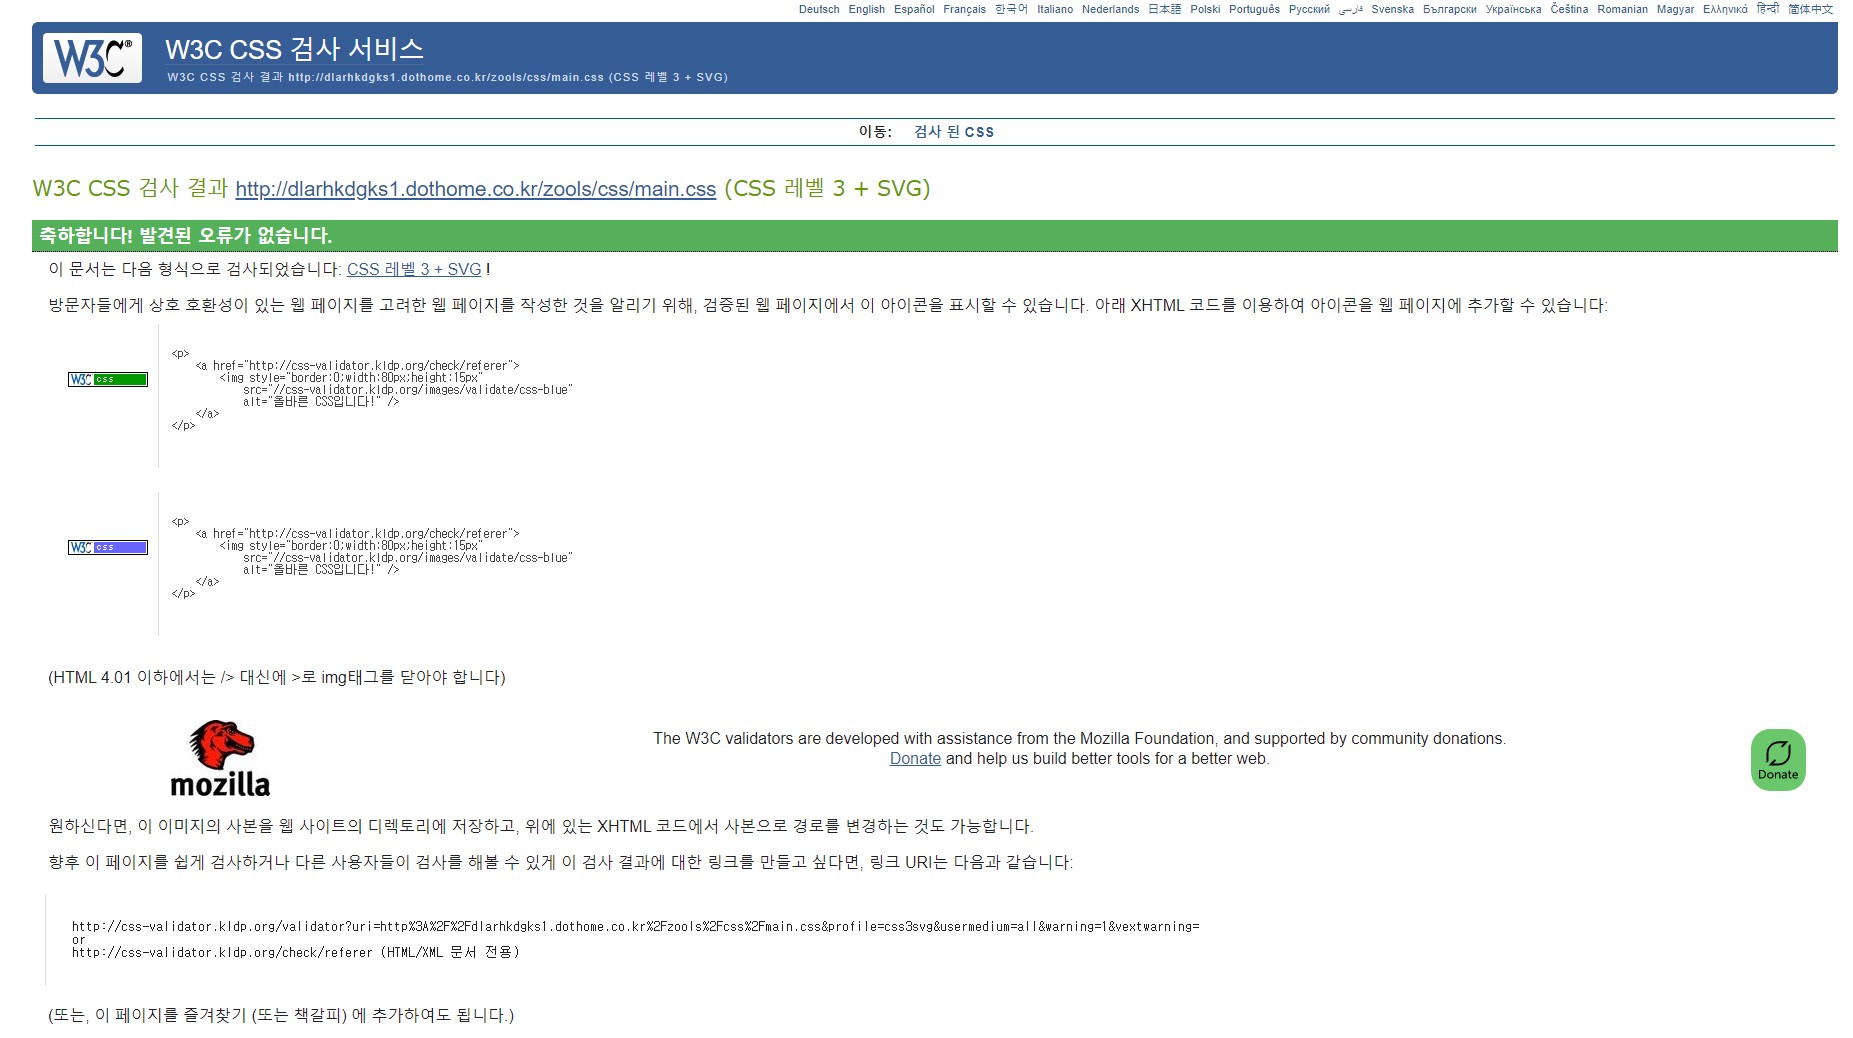 Deutsch English Español Français 한국어 Italiano Nederlands 日本語 Polski Português Русский فارسی Svenska Български Українська Čeština Romanian Magyar Ελληνικά हिन्दी 简体中文
W3C®
W3C CSS 검사 서비스
W3C CSS 검사 결과 http://dlarhkdgks1.dothome.co.kr/zools/css/main.css (CSS 레벨 3 + SVG)
이동: 검사 된 CSS
W3C CSS 검사 결과 http://dlarhkdgks1.dothome.co.kr/zools/css/main.css (CSS 레벨 3 + SVG)
축하합니다! 발견된 오류가 없습니다.
이 문서는 다음 형식으로 검사되었습니다: CSS 레벨 3 + SVG !
방문자들에게 상호 호환성이 있는 웹 페이지를 고려한 웹 페이지를 작성한 것을 알리기 위해, 검증된 웹 페이지에서 이 아이콘을 표시할 수 있습니다. 아래 XHTML 코드를 이용하여 아이콘을 웹 페이지에 추가할 수 있습니다:
<p>
<a href="http://css-validator.kldp.org/check/referer">
W3C css
<img style="border:0;width:80px;height:15px"
src="//css-validator.kldp.org/images/validate/css-blue"
alt="올바른 CSS입니다!" />
</a>
</p>
<p>
<a href="http://css-validator.kldp.org/check/referer">
W3C css
<img style="border:0;width:80px;height:15px"
src="//css-validator.kldp.org/images/validate/css-blue"
alt="올바른 CSS입니다!" />
</a>
</p>
(HTML 4.01 이하에서는 /> 대신에 >로 img태그를 닫아야 합니다)
mozilla
The W3C validators are developed with assistance from the Mozilla Foundation, and supported by community donations.
Donate and help us build better tools for a better web.
Donate
원하신다면, 이 이미지의 사본을 웹 사이트의 디렉토리에 저장하고, 위에 있는 XHTML 코드에서 사본으로 경로를 변경하는 것도 가능합니다.
향후 이 페이지를 쉽게 검사하거나 다른 사용자들이 검사를 해볼 수 있게 이 검사 결과에 대한 링크를 만들고 싶다면, 링크 URI는 다음과 같습니다:
http://css-validator.kldp.org/validator?uri=http%3A%2F%2Fdlarhkdgks1.dothome.co.kr%2Fzools%2Fcss%2Fmain.css&profile=css3svg&usermedium=all&warning=1&vextwarning=
or
http://css-validator.kldp.org/check/referer (HTML/XML 문서 전용)
(또는, 이 페이지를 즐겨찾기 (또는 책갈피) 에 추가하여도 됩니다.)